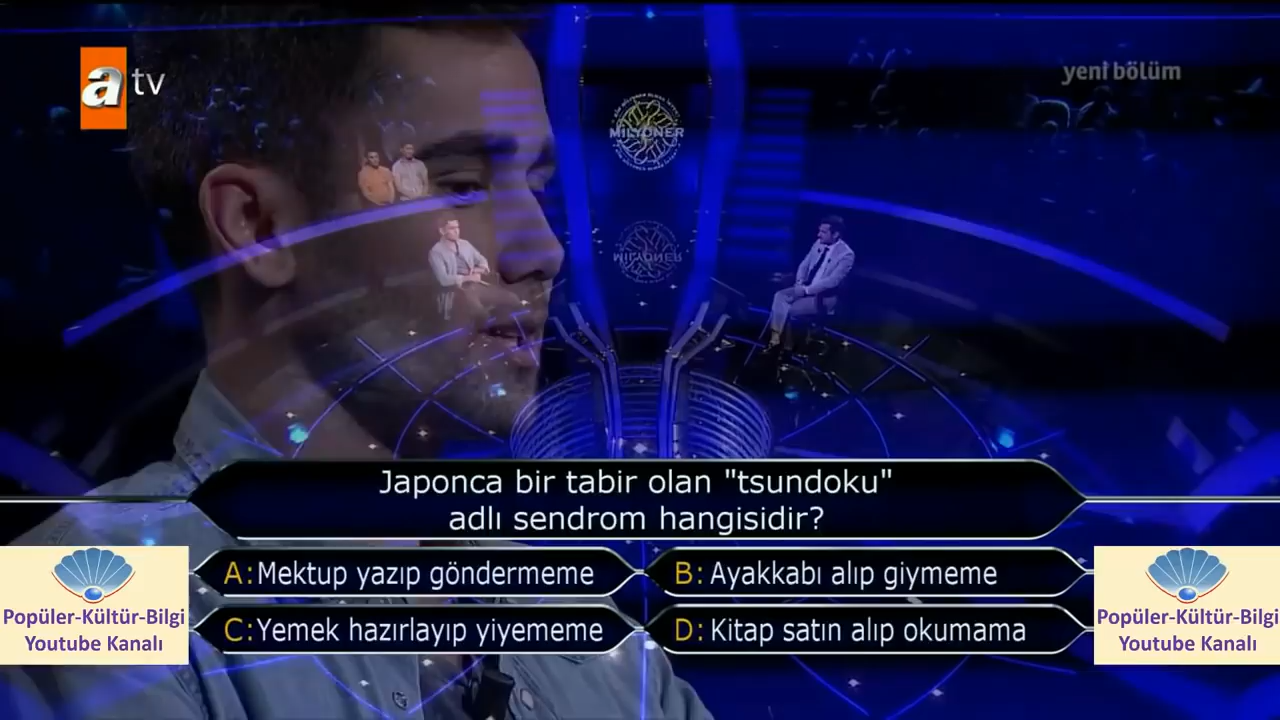 a tv
yeni bölüm
MİLYONER
Japonca bir tabir olan "tsundoku"
adlı sendrom hangisidir?
A: Mektup yazıp göndermeme
B: Ayakkabı alıp giymeme
C: Yemek hazırlayıp yiyememe
D: Kitap satın alıp okumama
Popüler-Kültür-Bilgi
Youtube Kanalı
Popüler-Kültür-Bilgi
Youtube Kanalı